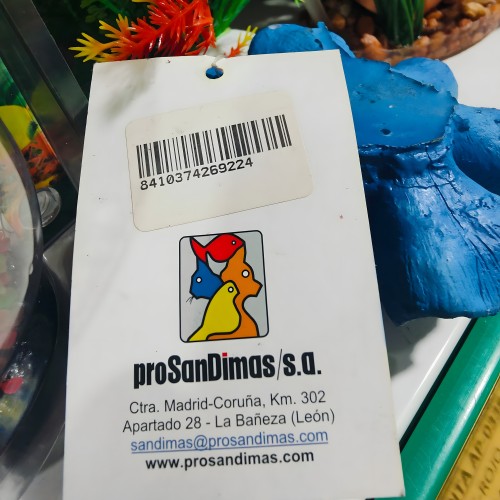 8410374269224
proSanDimas/s.a.
Ctra. Madrid-Coruña, Km. 302
Apartado 28 - La Bañeza (León)
sandimas@prosandimas.com
www.prosandimas.com